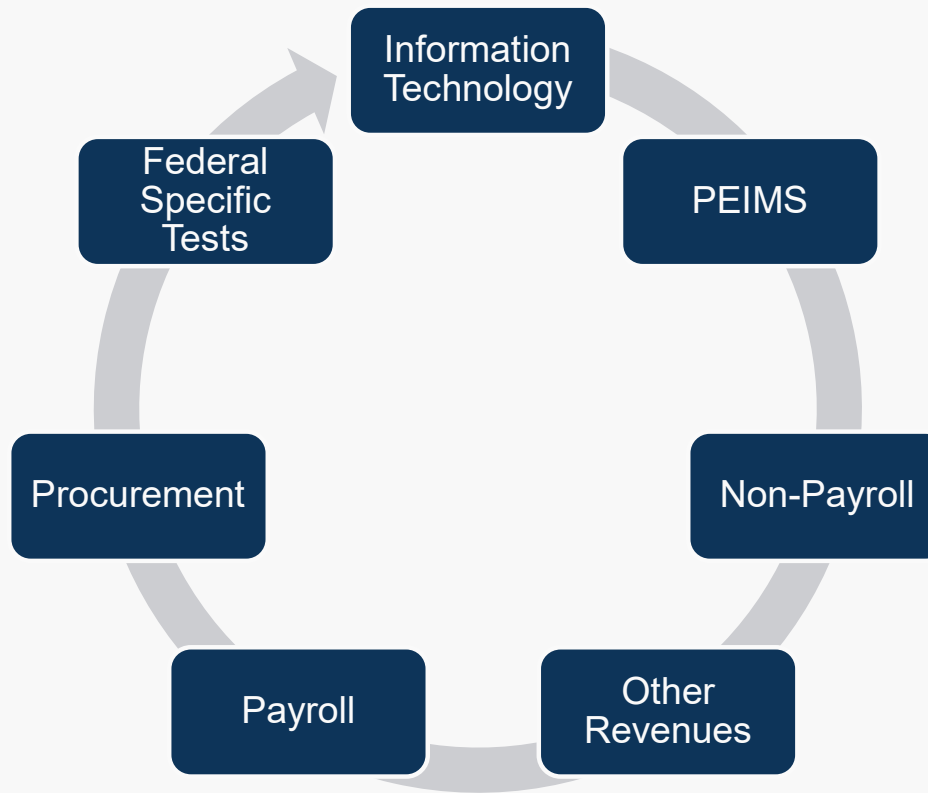 Information
Technology
PEIMS
Non-Payroll
Other
Revenues
Payroll
Procurement
Federal
Specific
Tests